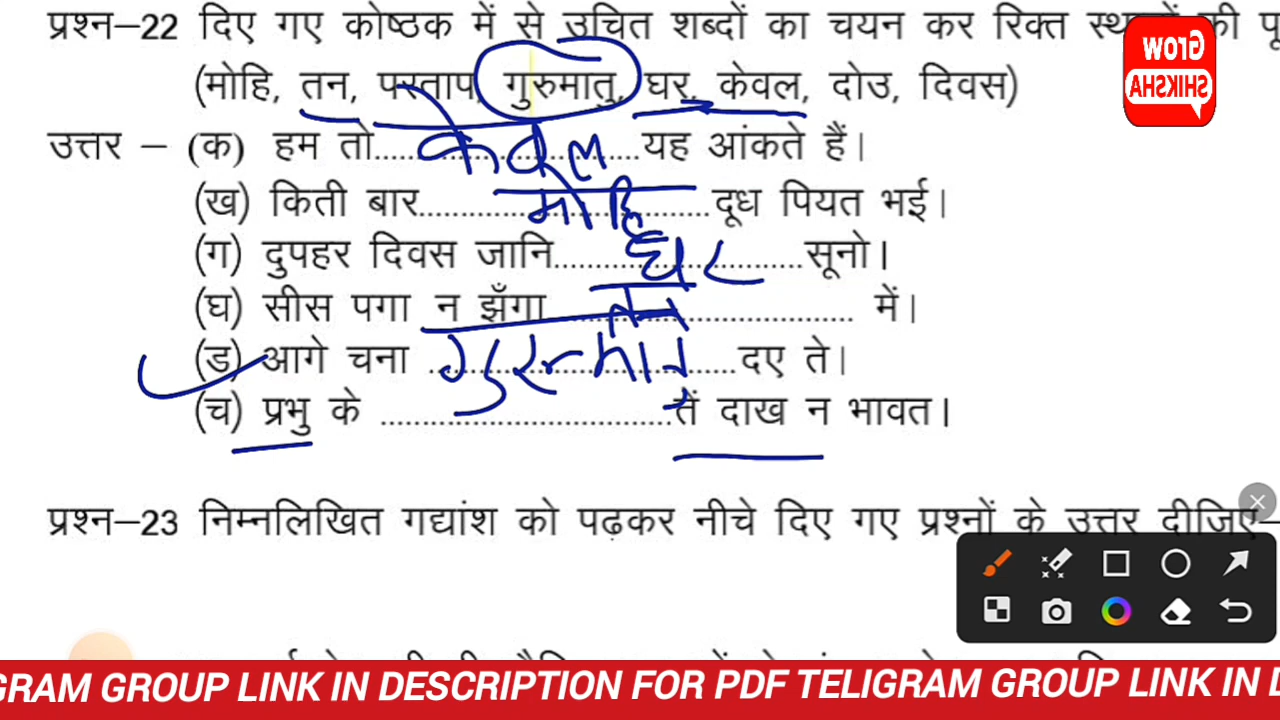 प्रश्न–22 दिए गए कोष्ठक में से उचित शब्दों का चयन कर रिक्त स्थानों की पू
(मोहि, तन, परताप, गुरुमातु, घर, केवल, दोउ, दिवस)
उत्तर – (क) हम तो.....केवल.....यह आंकते हैं।
(ख) किती बार.....मोहि.....दूध पियत भई।
(ग) दुपहर दिवस जानि.....घर.....सूनो।
(घ) सीस पगा न झँगा .....तन..... में।
(ड) आगे चना .....गुरुमातु.....दए ते।
(च) प्रभु के ..................................तें दाख न भावत।
प्रश्न–23 निम्नलिखित गद्यांश को पढ़कर नीचे दिए गए प्रश्नों के उत्तर दीजिए–
Grow
SHIKSHA
GRAM GROUP LINK IN DESCRIPTION FOR PDF TELIGRAM GROUP LINK IN D